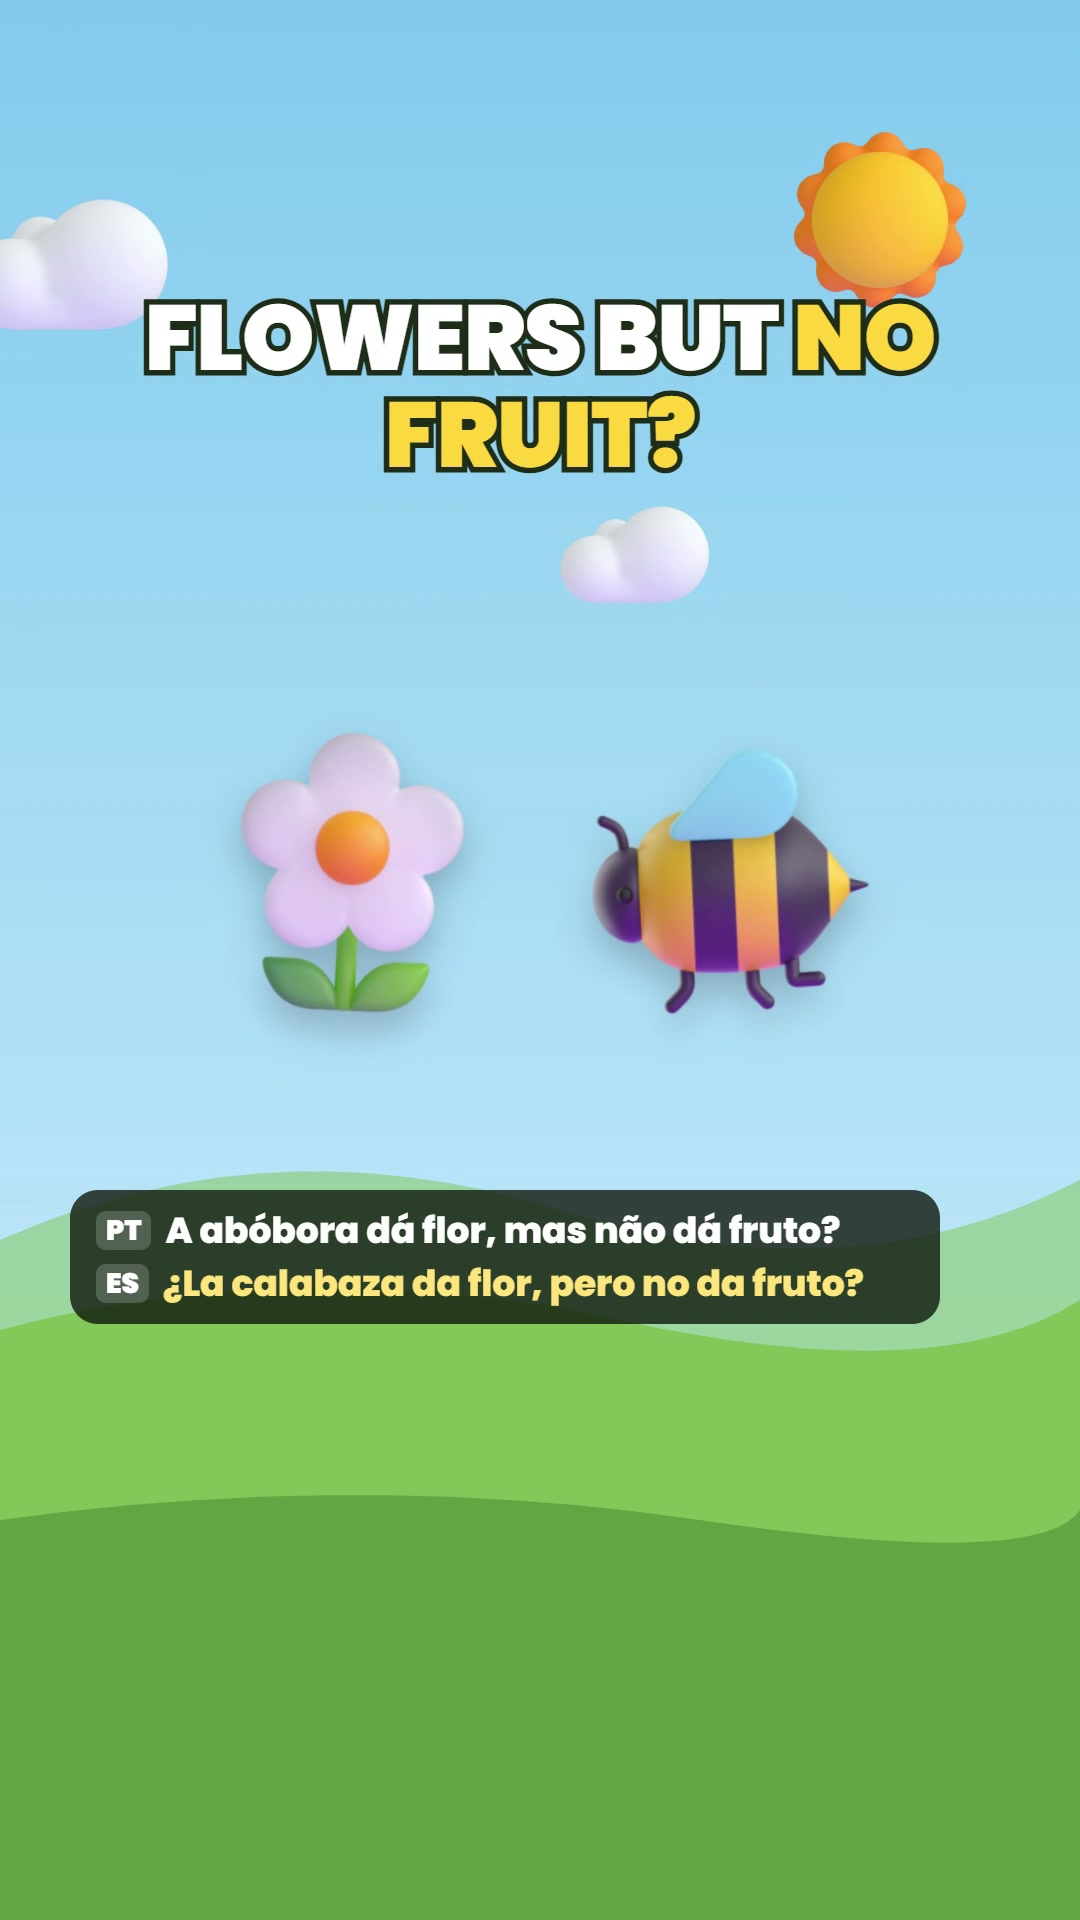 FLOWERS BUT NO
FRUIT?
PT A abóbora dá flor, mas não dá fruto?
ES ¿La calabaza da flor, pero no da fruto?